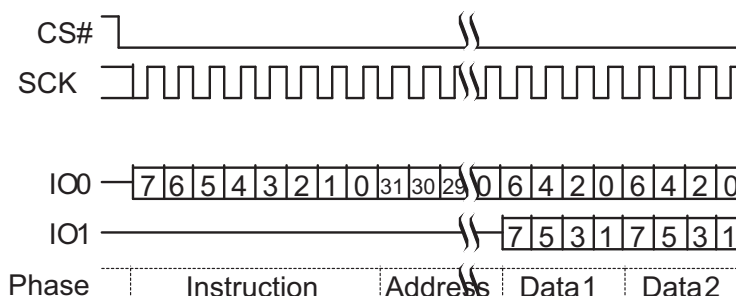 CS#
SCK
IO0 7 6 5 4 3 2 1 0 31 30 29 0 6 4 2 0 6 4 2 0
IO1 7 5 3 1 7 5 3 1
Phase Instruction Address Data1 Data2